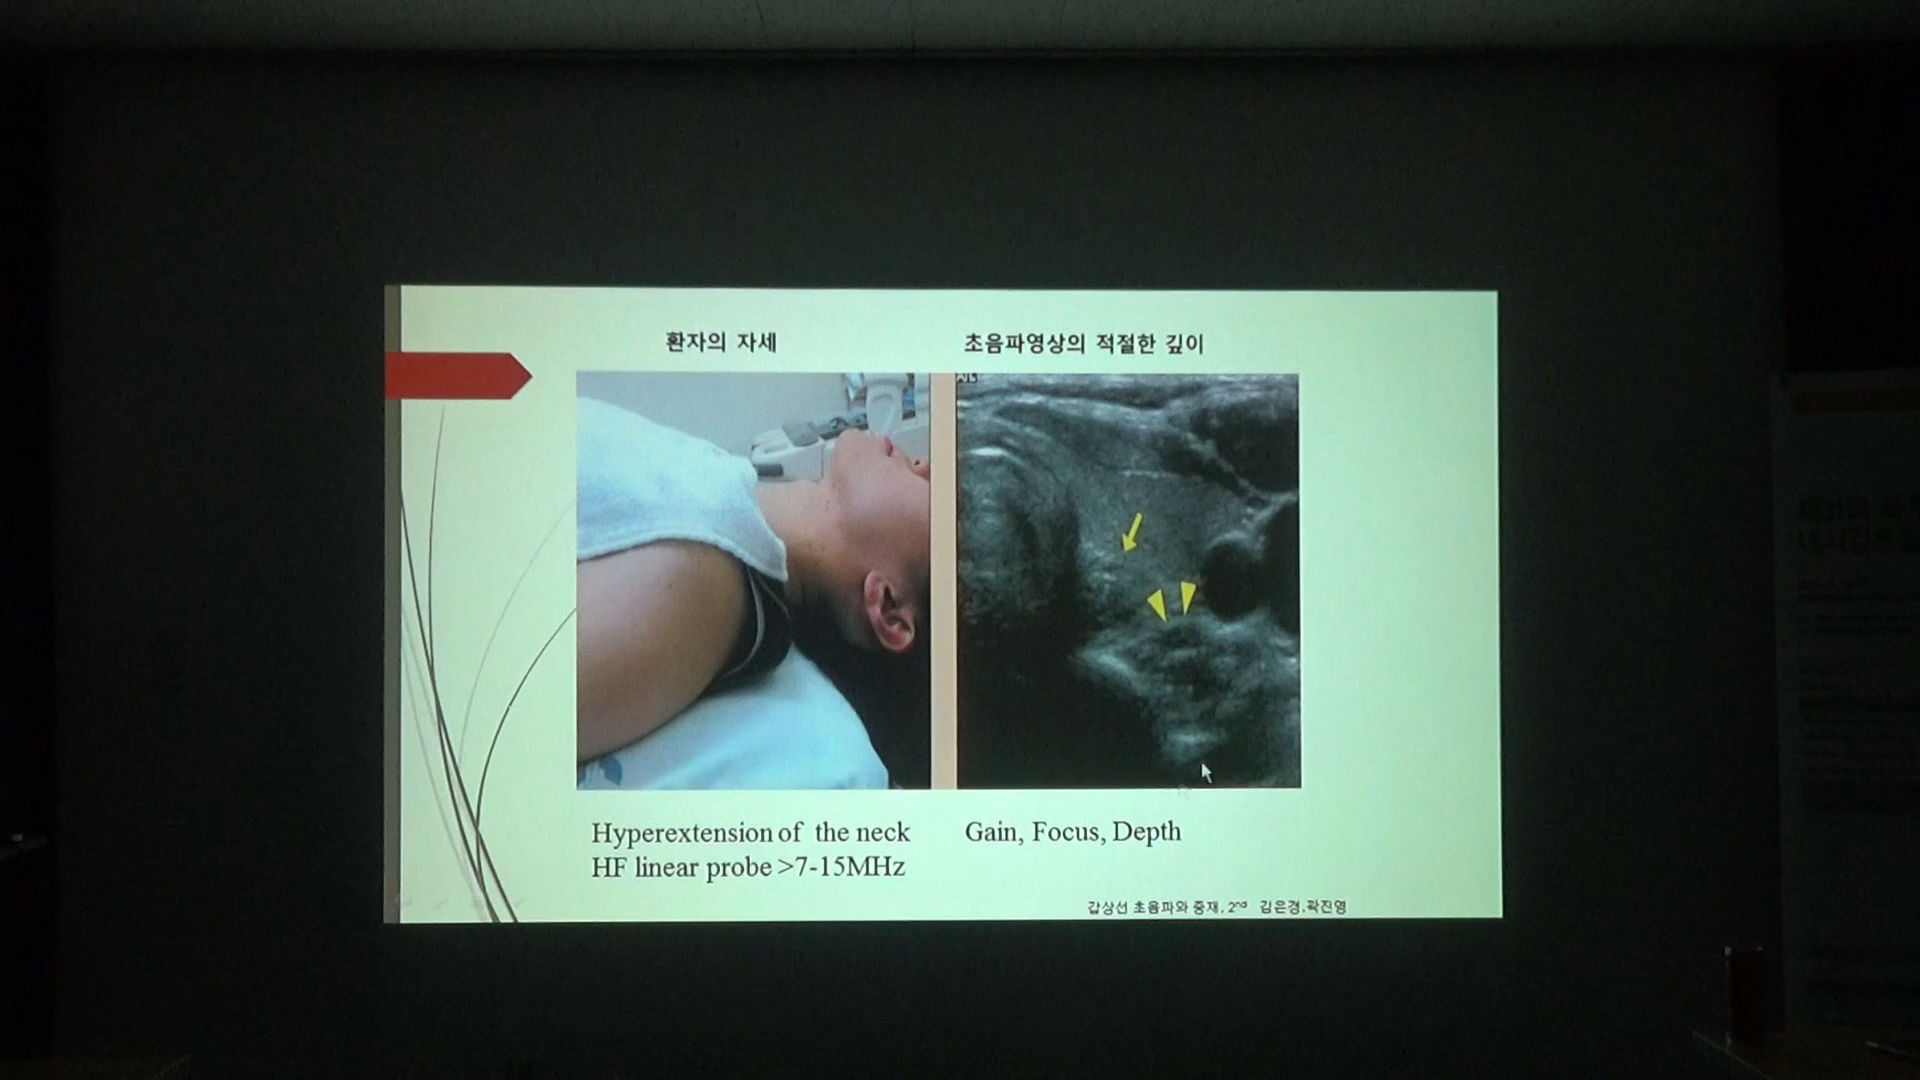 환자의 자세
초음파영상의 적절한 깊이
Hyperextension of the neck
HF linear probe >7-15MHz
Gain, Focus, Depth
갑상선 초음파와 중재, 2nd 김은경,곽진영